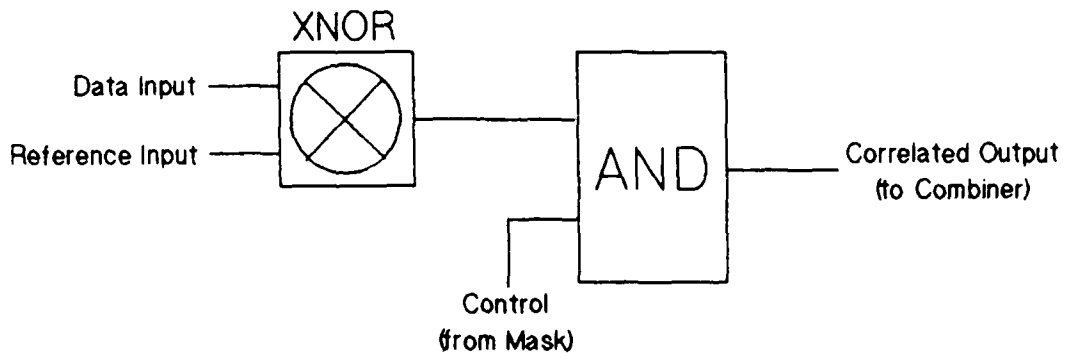 XNOR
Data Input
Reference Input
AND
Correlated Output
(to Combiner)
Control
(from Mask)